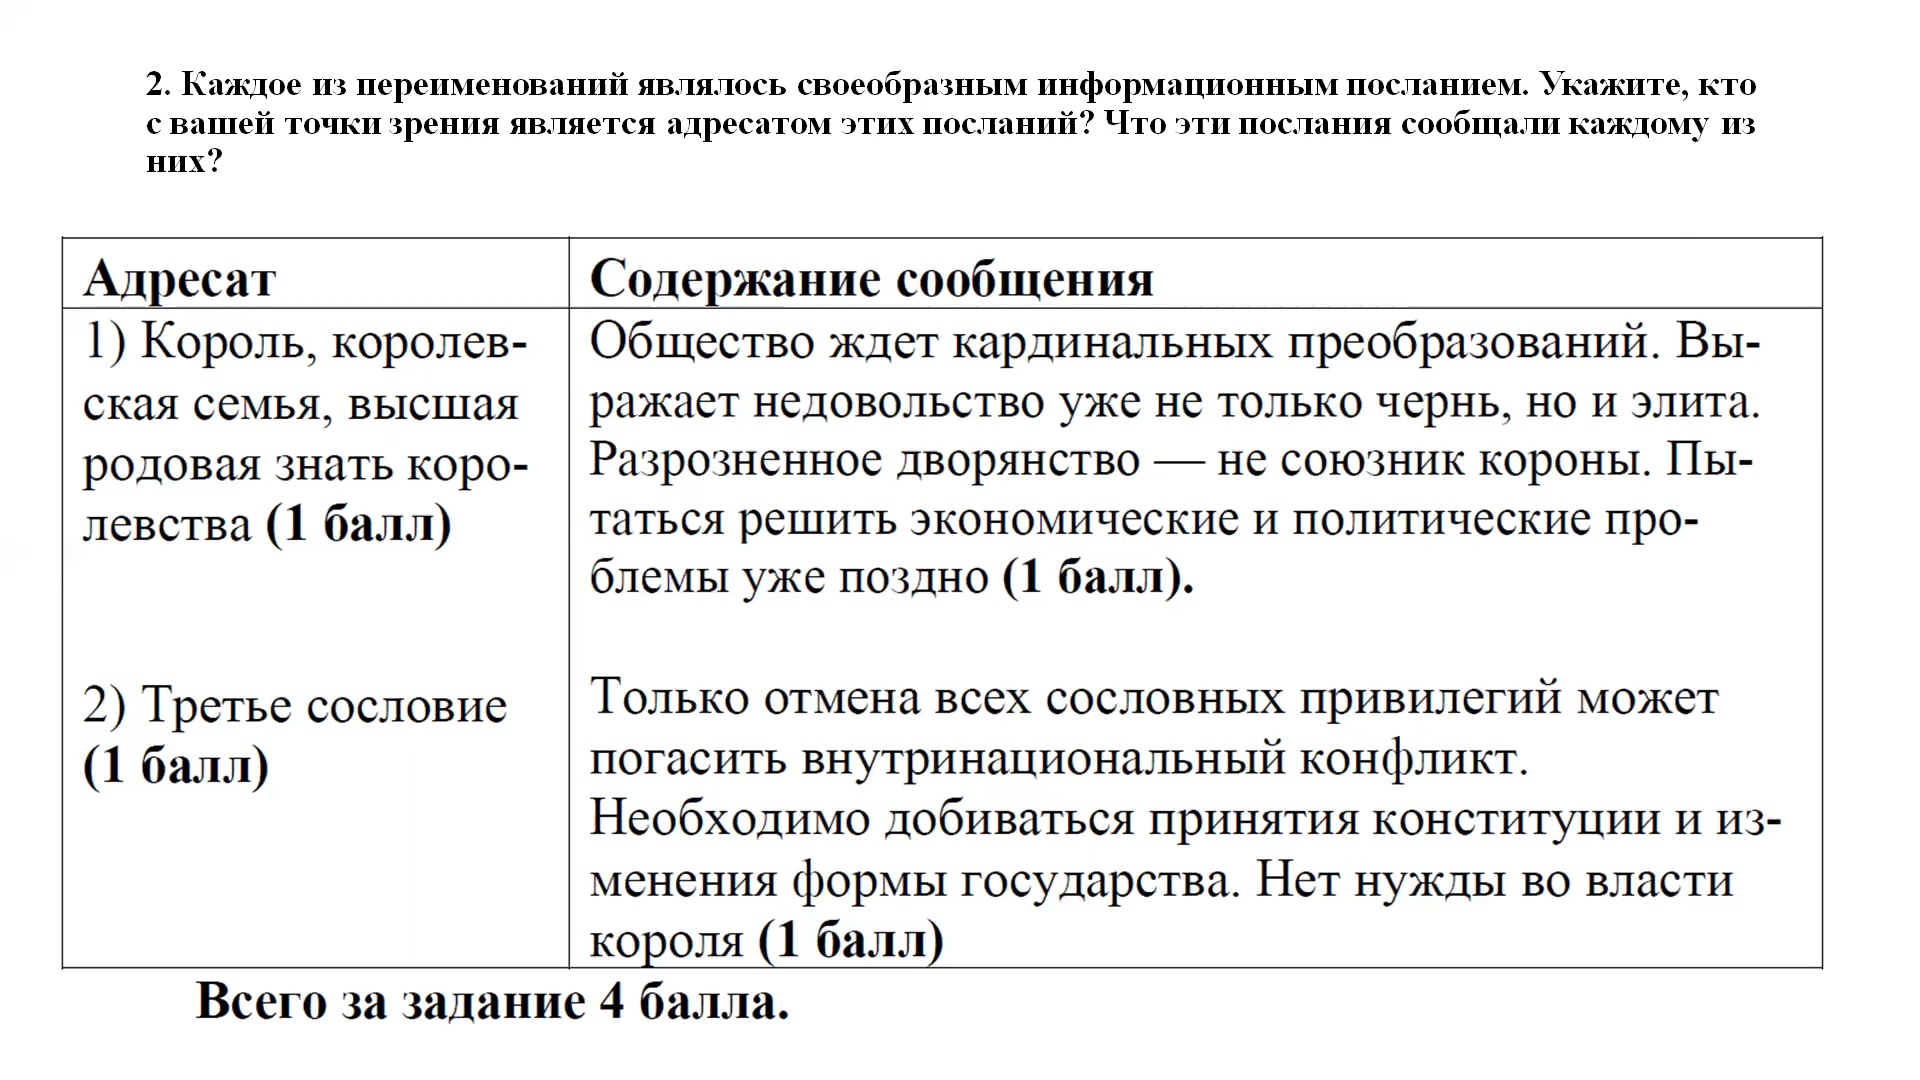 2. Каждое из переименований являлось своеобразным информационным посланием. Укажите, кто
с вашей точки зрения является адресатом этих посланий? Что эти послания сообщали каждому из
них?
Адресат
Содержание сообщения
1) Король, королев-
ская семья, высшая
родовая знать коро-
левства (1 балл)
Общество ждет кардинальных преобразований. Вы-
ражает недовольство уже не только чернь, но и элита.
Разрозненное дворянство — не союзник короны. Пы-
таться решить экономические и политические про-
блемы уже поздно (1 балл).
2) Третье сословие
(1 балл)
Только отмена всех сословных привилегий может
погасить внутринациональный конфликт.
Необходимо добиваться принятия конституции и из-
менения формы государства. Нет нужды во власти
короля (1 балл)
Всего за задание 4 балла.